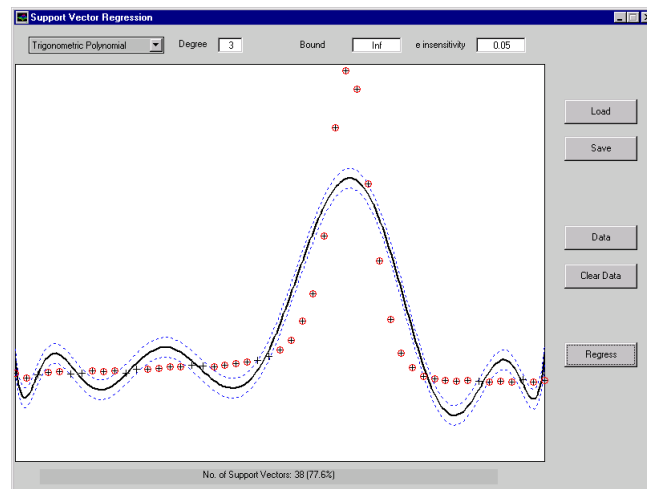 Support Vector Regression
Trigonometric Polynomial Degree 3 Bound Inf e insensitivity 0.05
Load
Save
Data
Clear Data
Regress
No. of Support Vectors: 38 (77.6%)